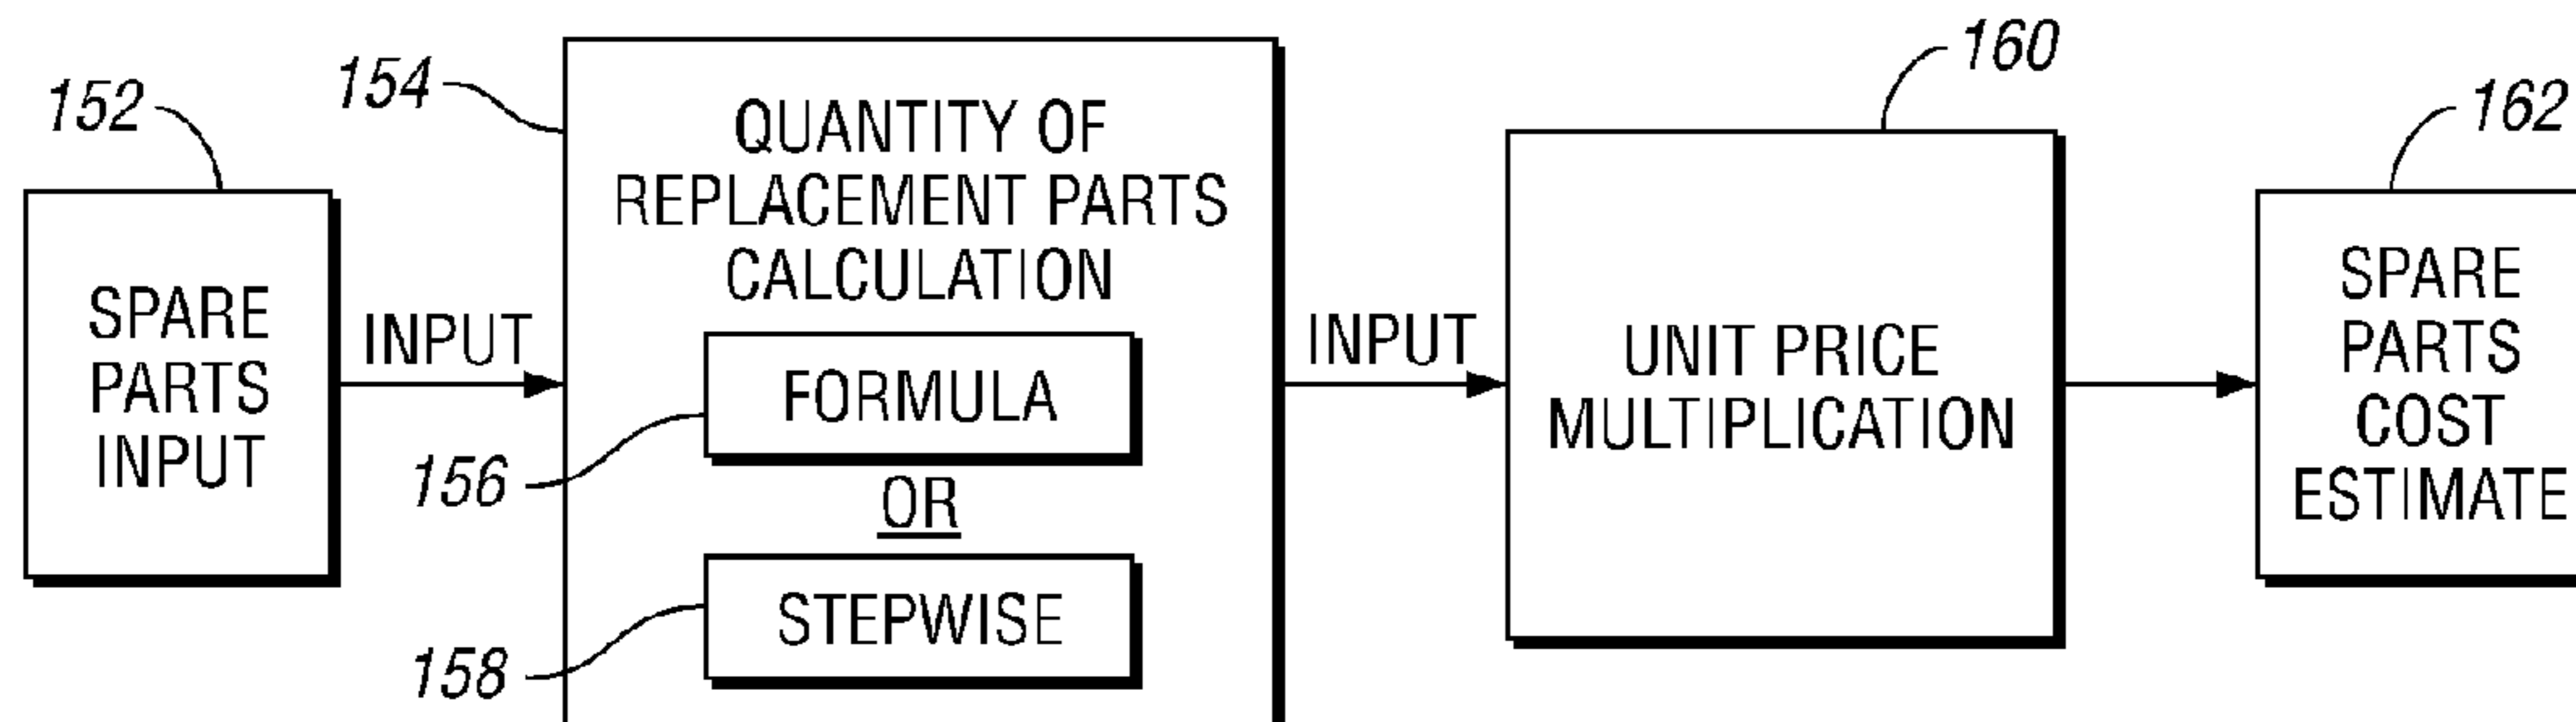 152
SPARE
PARTS
INPUT
INPUT
154
QUANTITY OF
REPLACEMENT PARTS
CALCULATION
156
FORMULA
OR
158
STEPWISE
INPUT
160
UNIT PRICE
MULTIPLICATION
162
SPARE
PARTS
COST
ESTIMATE